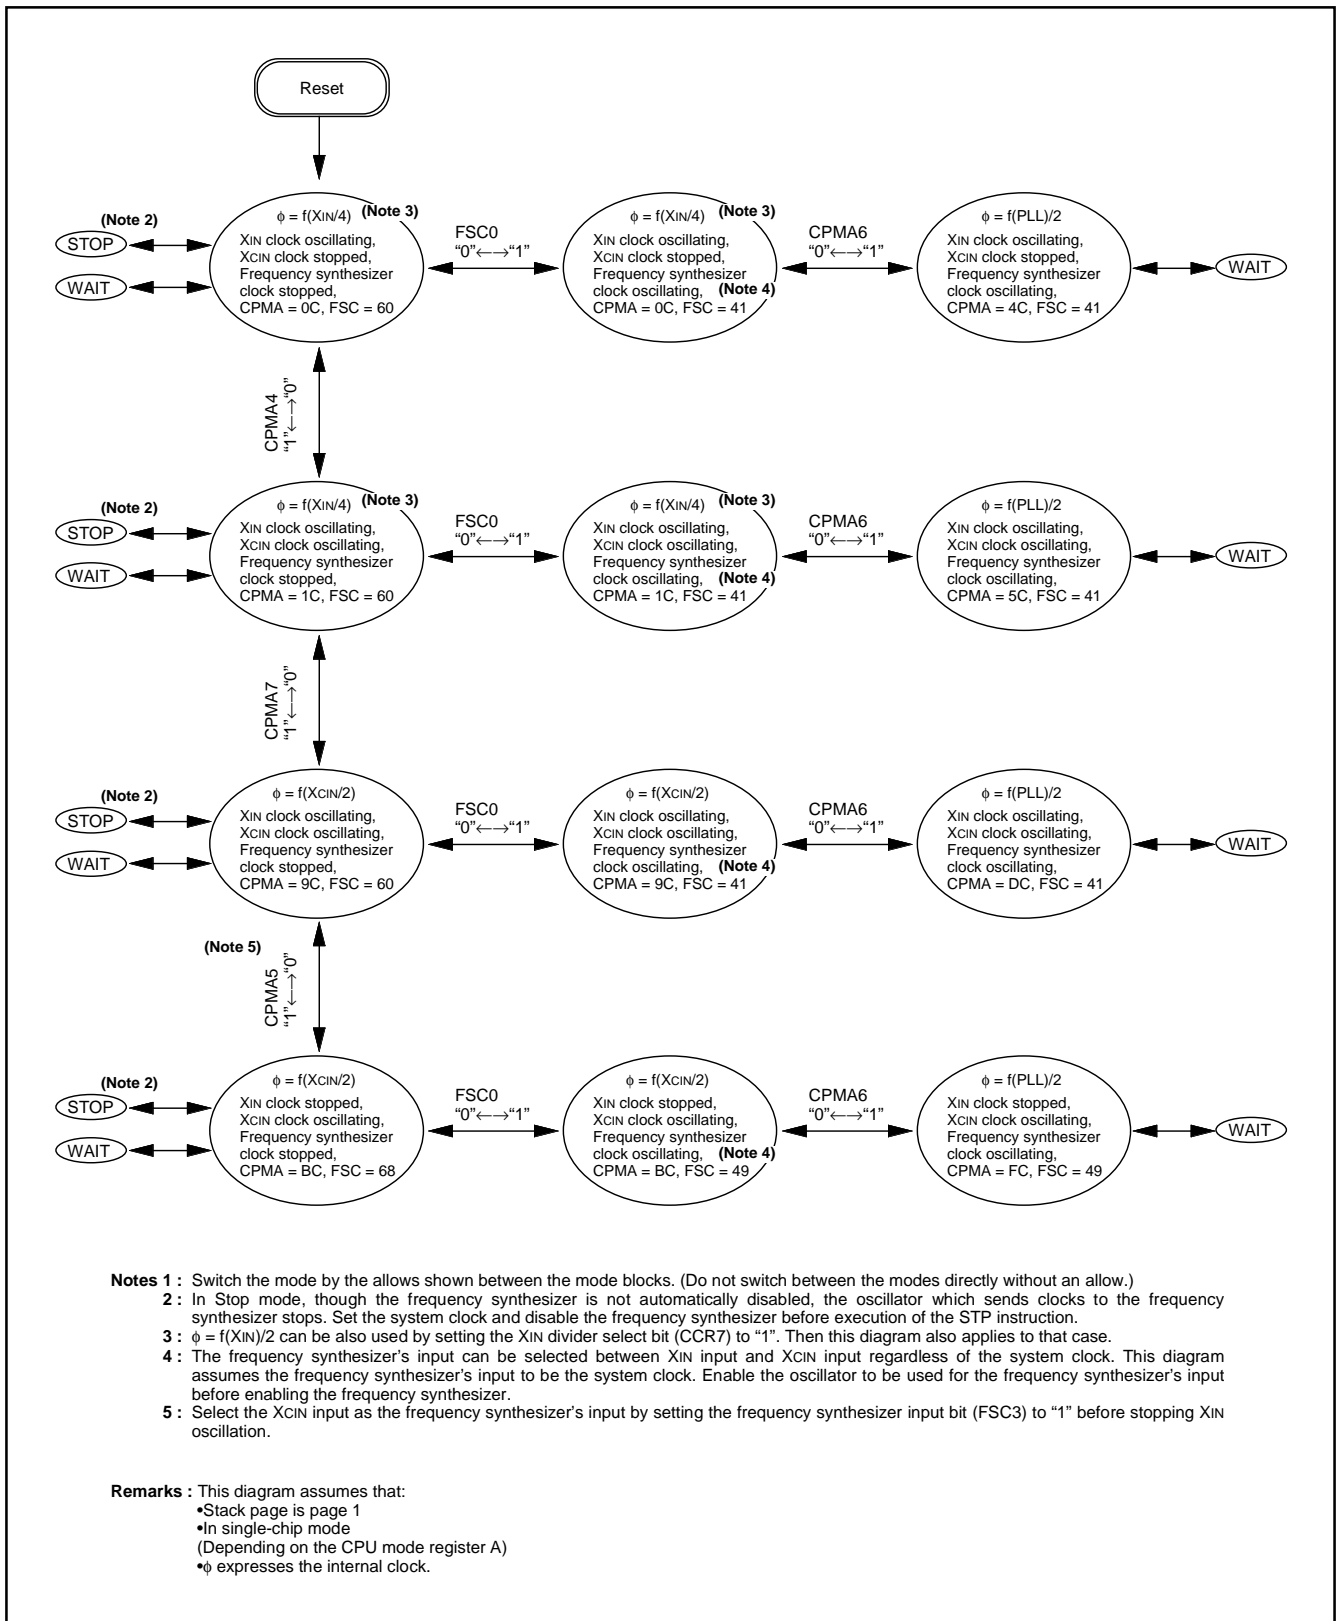 Reset
φ = f(XIN/4) (Note 3)
XIN clock oscillating,
XCIN clock stopped,
Frequency synthesizer
clock stopped,
CPMA = 0C, FSC = 60
(Note 2)
STOP
WAIT
FSC0
“0”←→“1”
φ = f(XIN/4) (Note 3)
XIN clock oscillating,
XCIN clock stopped,
Frequency synthesizer
clock oscillating, (Note 4)
CPMA = 0C, FSC = 41
CPMA6
“0”←→“1”
φ = f(PLL)/2
XIN clock oscillating,
XCIN clock stopped,
Frequency synthesizer
clock oscillating,
CPMA = 4C, FSC = 41
WAIT
CPMA4
“1”←→“0”
(Note 2)
STOP
WAIT
φ = f(XIN/4) (Note 3)
XIN clock oscillating,
XCIN clock oscillating,
Frequency synthesizer
clock stopped,
CPMA = 1C, FSC = 60
FSC0
“0”←→“1”
φ = f(XIN/4) (Note 3)
XIN clock oscillating,
XCIN clock oscillating,
Frequency synthesizer
clock oscillating, (Note 4)
CPMA = 1C, FSC = 41
CPMA6
“0”←→“1”
φ = f(PLL)/2
XIN clock oscillating,
XCIN clock oscillating,
Frequency synthesizer
clock oscillating,
CPMA = 5C, FSC = 41
WAIT
CPMA7
“1”←→“0”
(Note 2)
STOP
WAIT
φ = f(XCIN/2)
XIN clock oscillating,
XCIN clock oscillating,
Frequency synthesizer
clock stopped,
CPMA = 9C, FSC = 60
FSC0
“0”←→“1”
φ = f(XCIN/2)
XIN clock oscillating,
XCIN clock oscillating,
Frequency synthesizer
clock oscillating, (Note 4)
CPMA = 9C, FSC = 41
CPMA6
“0”←→“1”
φ = f(PLL)/2
XIN clock oscillating,
XCIN clock oscillating,
Frequency synthesizer
clock oscillating,
CPMA = DC, FSC = 41
WAIT
(Note 5)
CPMA5
“1”←→“0”
(Note 2)
STOP
WAIT
φ = f(XCIN/2)
XIN clock stopped,
XCIN clock oscillating,
Frequency synthesizer
clock stopped,
CPMA = BC, FSC = 68
FSC0
“0”←→“1”
φ = f(XCIN/2)
XIN clock stopped,
XCIN clock oscillating,
Frequency synthesizer
clock oscillating, (Note 4)
CPMA = BC, FSC = 49
CPMA6
“0”←→“1”
φ = f(PLL)/2
XIN clock stopped,
XCIN clock oscillating,
Frequency synthesizer
clock oscillating,
CPMA = FC, FSC = 49
WAIT
Notes 1 : Switch the mode by the allows shown between the mode blocks. (Do not switch between the modes directly without an allow.)
2 : In Stop mode, though the frequency synthesizer is not automatically disabled, the oscillator which sends clocks to the frequency
synthesizer stops. Set the system clock and disable the frequency synthesizer before execution of the STP instruction.
3 : φ = f(XIN)/2 can be also used by setting the XIN divider select bit (CCR7) to “1”. Then this diagram also applies to that case.
4 : The frequency synthesizer’s input can be selected between XIN input and XCIN input regardless of the system clock. This diagram
assumes the frequency synthesizer’s input to be the system clock. Enable the oscillator to be used for the frequency synthesizer’s input
before enabling the frequency synthesizer.
5 : Select the XCIN input as the frequency synthesizer’s input by setting the frequency synthesizer input bit (FSC3) to “1” before stopping XIN
oscillation.
Remarks : This diagram assumes that:
•Stack page is page 1
•In single-chip mode
(Depending on the CPU mode register A)
•φ expresses the internal clock.